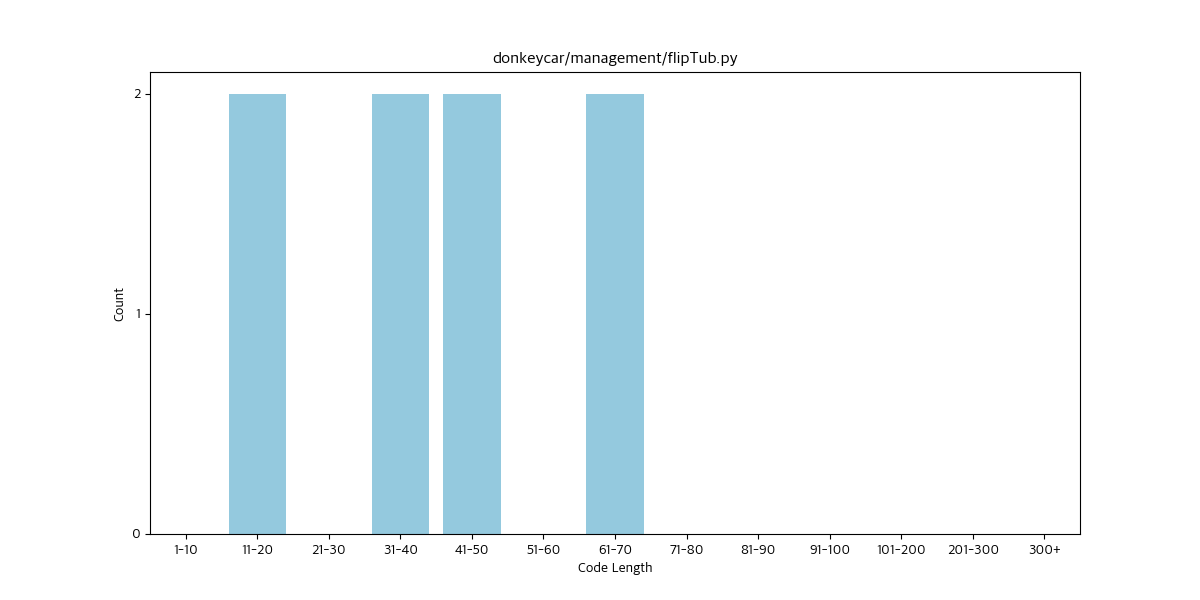 donkeycar/management/flipTub.py
Count
2
1
0
1-10 11-20 21-30 31-40 41-50 51-60 61-70 71-80 81-90 91-100 101-200 201-300 300+
Code Length